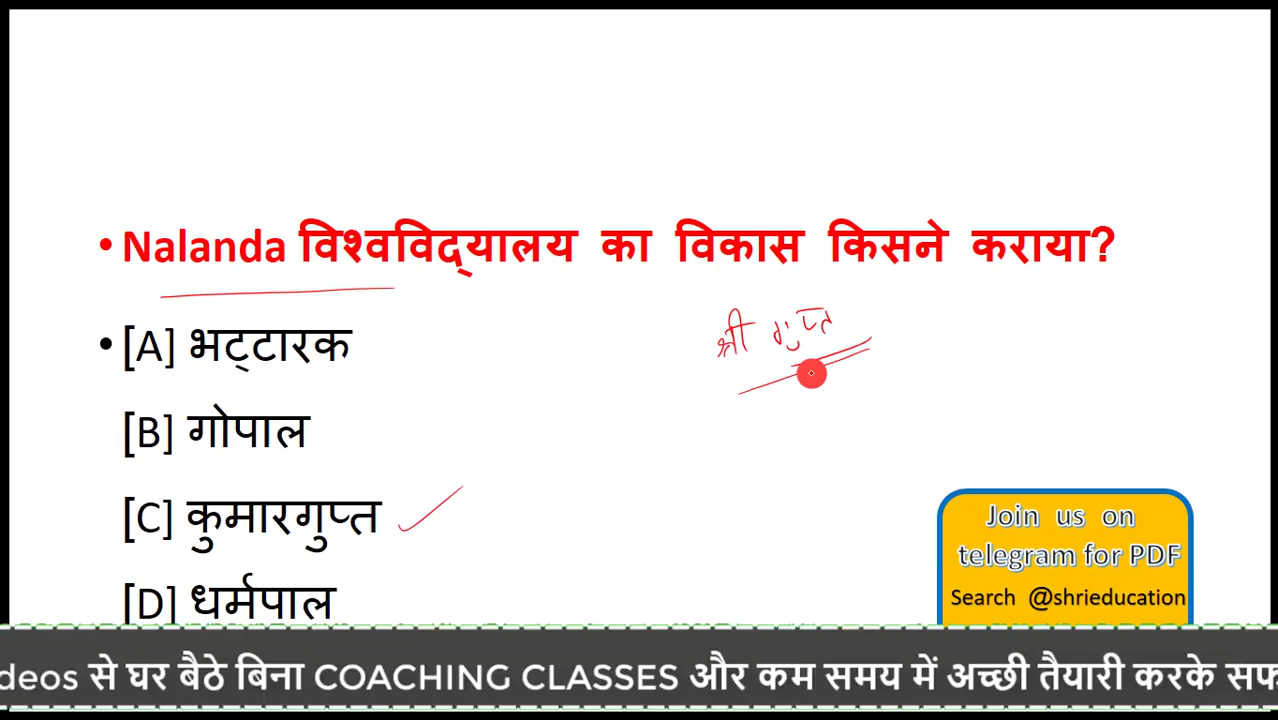 • Nalanda विश्वविद्यालय का विकास किसने कराया?
श्री गुप्त
• [A] भट्टारक
[B] गोपाल
[C] कुमारगुप्त
[D] धर्मपाल
Join us on
telegram for PDF
Search @shrieducation
deos से घर बैठे बिना COACHING CLASSES और कम समय में अच्छी तैयारी करके सफ